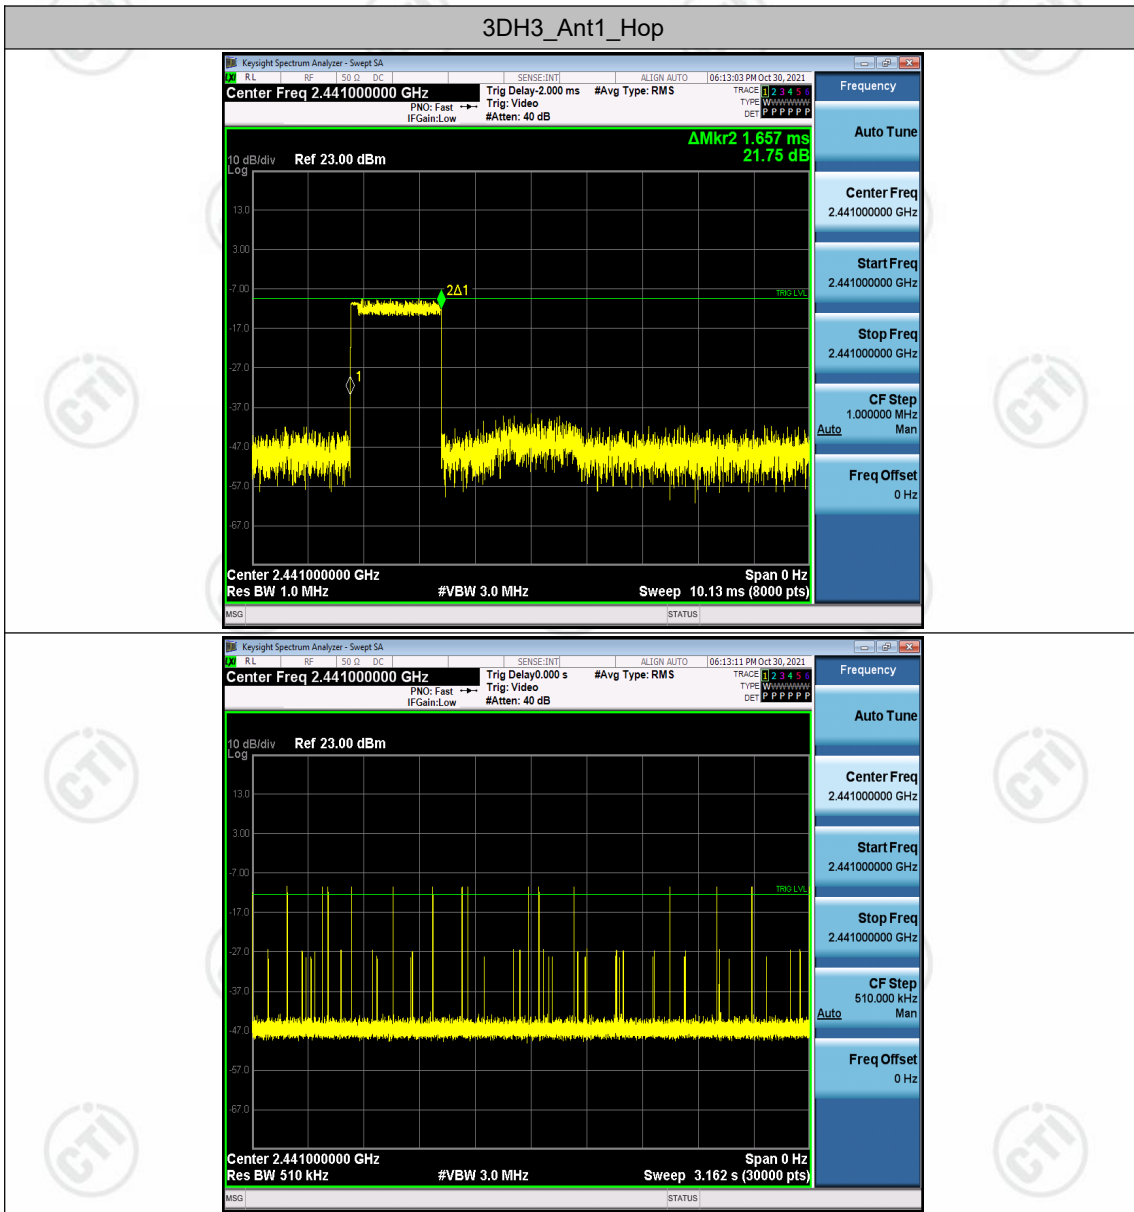 3DH3_Ant1_Hop
Keysight Spectrum Analyzer - Swept SA
LXI RL RF 50 Ω DC SENSE:INT ALIGN AUTO 06:13:03 PM Oct 30, 2021
Center Freq 2.441000000 GHz Trig Delay-2.000 ms #Avg Type: RMS TRACE 1 2 3 4 5 6
PNO: Fast Trig: Video TYPE WWWWWW
IFGain:Low #Atten: 40 dB DET P P P P P P
Frequency
Auto Tune
ΔMkr2 1.657 ms
10 dB/div Ref 23.00 dBm 21.75 dB
Log
13.0
3.00
-7.00
-17.0
-27.0
-37.0
-47.0
-57.0
-67.0
2Δ1
TRIG LVL
1
Center Freq
2.441000000 GHz
Start Freq
2.441000000 GHz
Stop Freq
2.441000000 GHz
CF Step
1.000000 MHz
Auto Man
Freq Offset
0 Hz
Center 2.441000000 GHz Span 0 Hz
Res BW 1.0 MHz #VBW 3.0 MHz Sweep 10.13 ms (8000 pts)
MSG STATUS
Keysight Spectrum Analyzer - Swept SA
LXI RL RF 50 Ω DC SENSE:INT ALIGN AUTO 06:13:11 PM Oct 30, 2021
Center Freq 2.441000000 GHz Trig Delay0.000 s #Avg Type: RMS TRACE 1 2 3 4 5 6
PNO: Fast Trig: Video TYPE WWWWWW
IFGain:Low #Atten: 40 dB DET P P P P P P
Frequency
Auto Tune
10 dB/div Ref 23.00 dBm
Log
13.0
3.00
-7.00
-17.0
-27.0
-37.0
-47.0
-57.0
-67.0
TRIG LVL
Center Freq
2.441000000 GHz
Start Freq
2.441000000 GHz
Stop Freq
2.441000000 GHz
CF Step
510.000 kHz
Auto Man
Freq Offset
0 Hz
Center 2.441000000 GHz Span 0 Hz
Res BW 510 kHz #VBW 3.0 MHz Sweep 3.162 s (30000 pts)
MSG STATUS
CTI
CTI
CTI
CTI
CTI
CTI